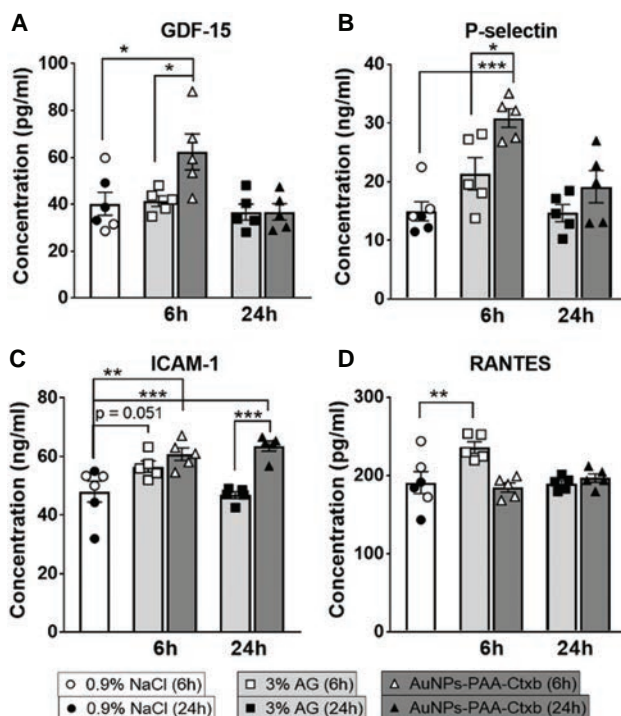 A
GDF-15
Concentration (pg/ml)
100
80
60
40
20
0
*
*
6h
24h
B
P-selectin
Concentration (ng/ml)
40
30
20
10
0
*
***
6h
24h
C
ICAM-1
Concentration (ng/ml)
80
60
40
20
0
**
***
p = 0.051
***
6h
24h
D
RANTES
Concentration (pg/ml)
300
200
100
0
**
6h
24h
0.9% NaCl (6h)
0.9% NaCl (24h)
3% AG (6h)
3% AG (24h)
AuNPs-PAA-Ctxb (6h)
AuNPs-PAA-Ctxb (24h)